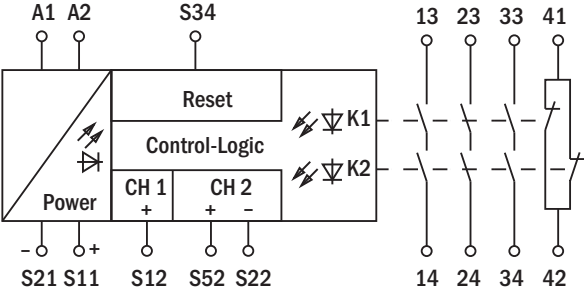 A1 A2 S34 13 23 33 41
Reset
K1
Control-Logic
K2
CH 1 CH 2
Power + + –
– +
S21 S11 S12 S52 S22 14 24 34 42